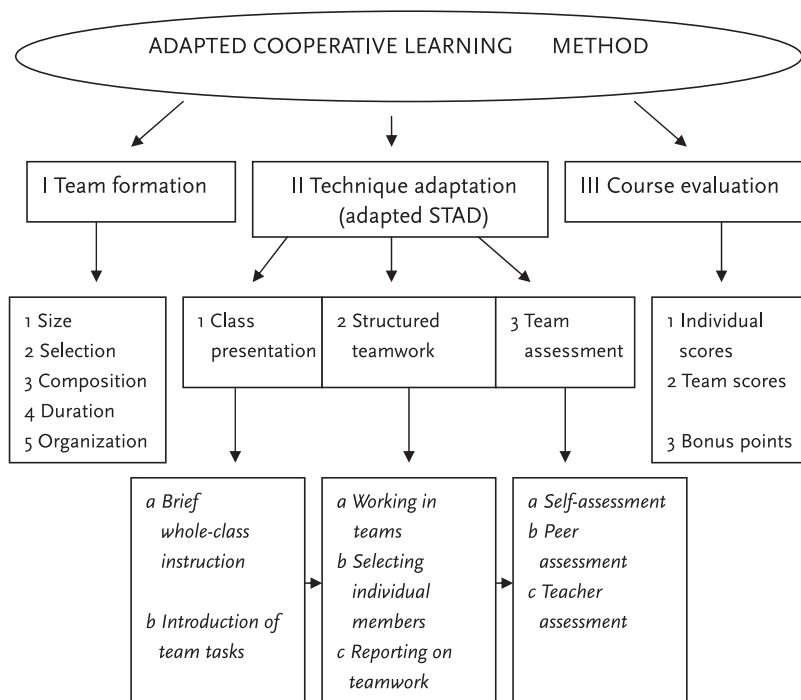 ADAPTED COOPERATIVE LEARNING METHOD
I Team formation
II Technique adaptation
(adapted STAD)
III Course evaluation
1 Size
2 Selection
3 Composition
4 Duration
5 Organization
1 Class
presentation
2 Structured
teamwork
3 Team
assessment
1 Individual
scores
2 Team scores
3 Bonus points
a Brief
whole-class
instruction
b Introduction of
team tasks
a Working in
teams
b Selecting
individual
members
c Reporting on
teamwork
a Self-assessment
b Peer
assessment
c Teacher
assessment